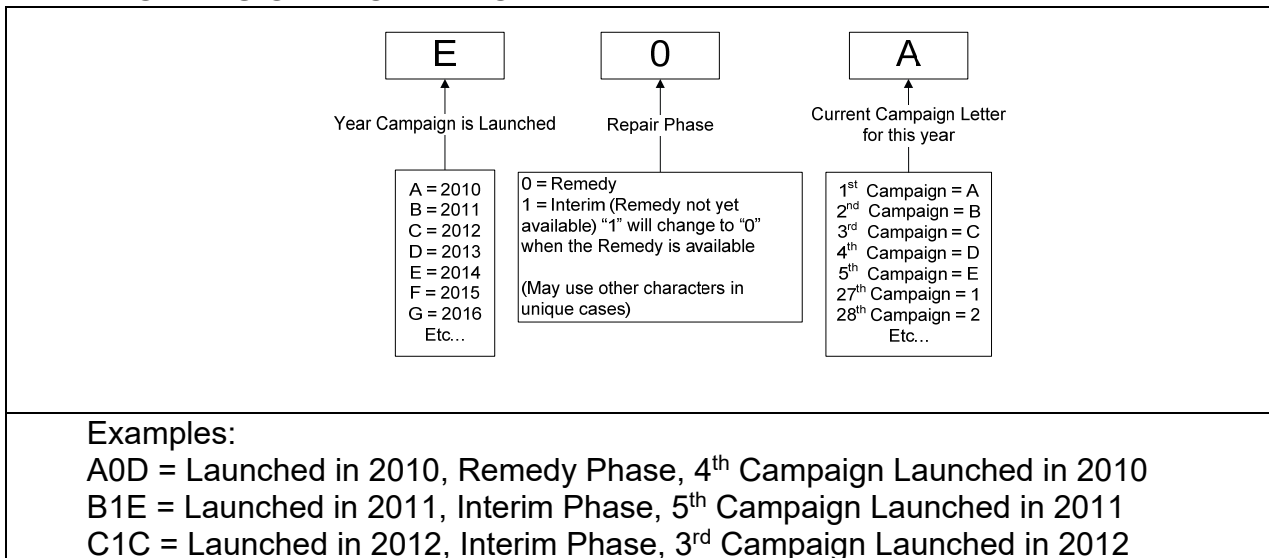 E
0
A
Year Campaign is Launched
Repair Phase
Current Campaign Letter
for this year
A = 2010
B = 2011
C = 2012
D = 2013
E = 2014
F = 2015
G = 2016
Etc...
0 = Remedy
1 = Interim (Remedy not yet
available) “1” will change to “0”
when the Remedy is available
(May use other characters in
unique cases)
1st Campaign = A
2nd Campaign = B
3rd Campaign = C
4th Campaign = D
5th Campaign = E
27th Campaign = 1
28th Campaign = 2
Etc...
Examples:
A0D = Launched in 2010, Remedy Phase, 4th Campaign Launched in 2010
B1E = Launched in 2011, Interim Phase, 5th Campaign Launched in 2011
C1C = Launched in 2012, Interim Phase, 3rd Campaign Launched in 2012